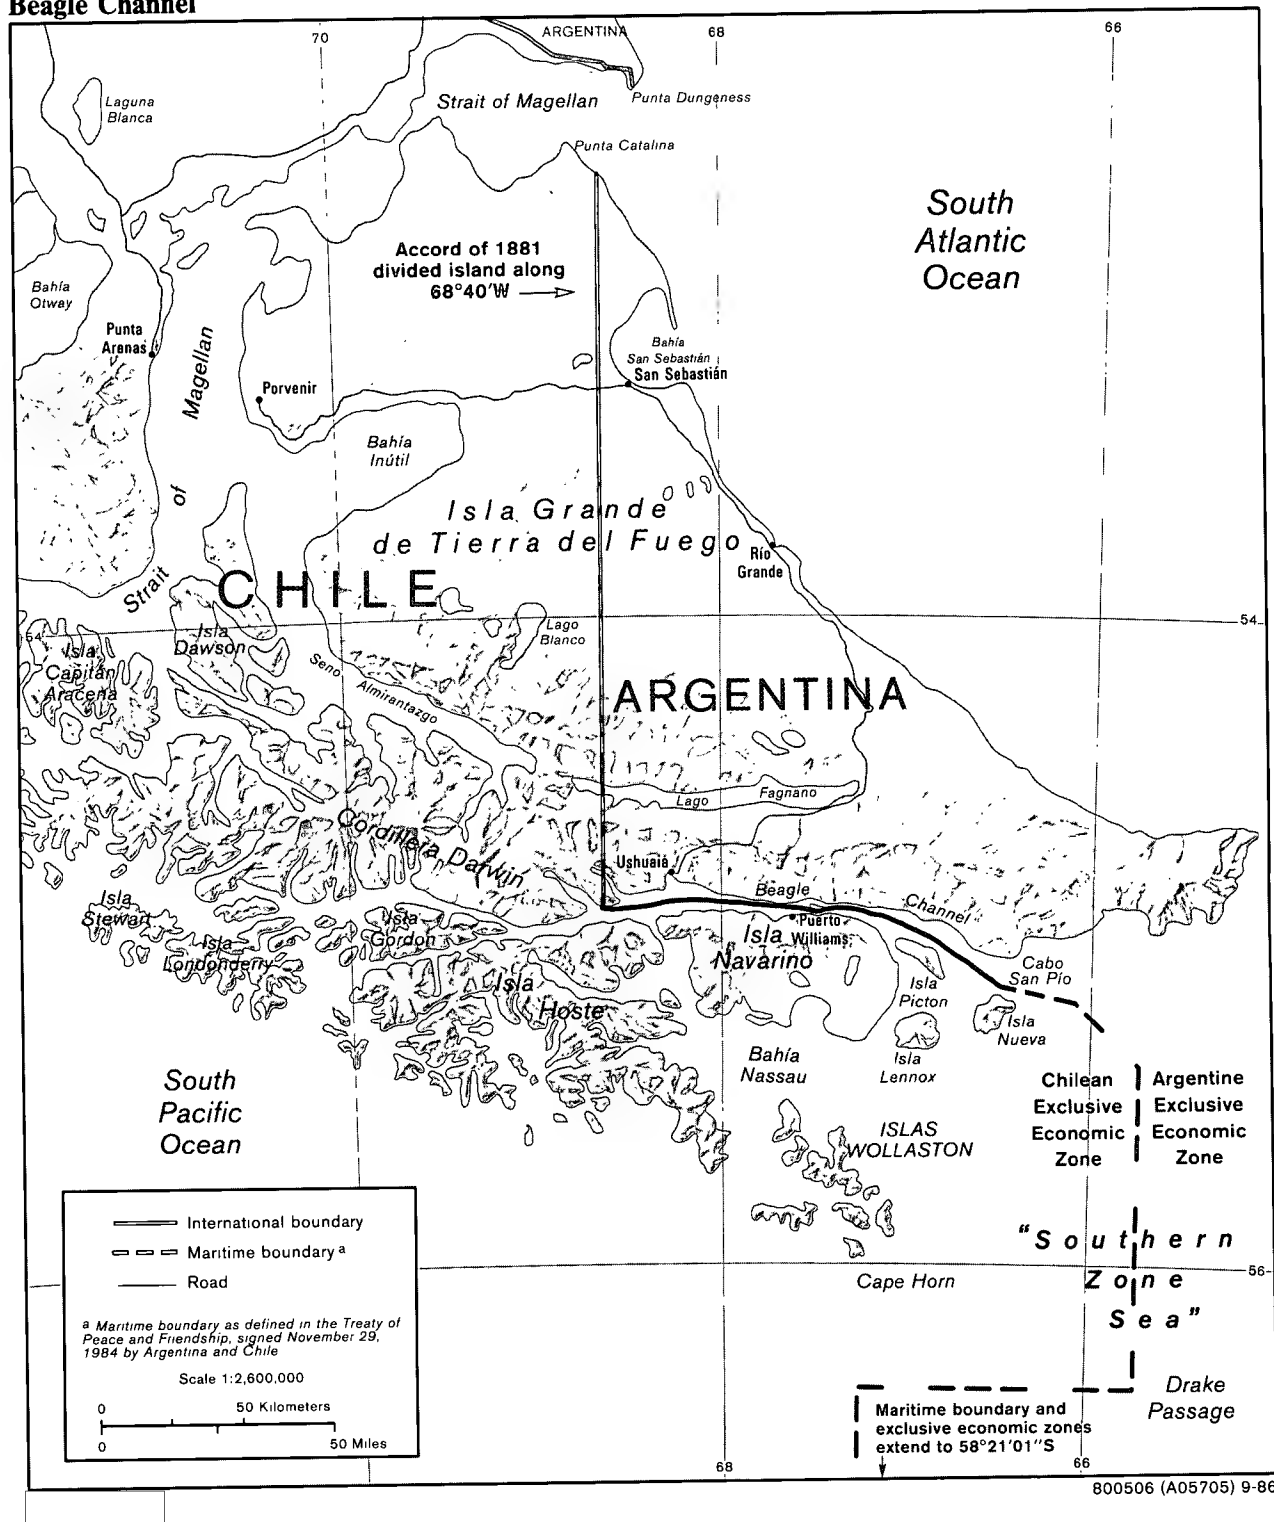 Beagle Channel
70
ARGENTINA
68
66
Laguna
Blanca
Strait of Magellan
Punta Dungeness
Punta Catalina
South
Atlantic
Ocean
Accord of 1881
divided island along
68°40'W
Bahía
Otway
Punta
Arenas
Strait of Magellan
Bahía
San Sebastián
San Sebastián
Porvenir
Bahía
Inútil
Isla Grande
de Tierra del Fuego
Río
Grande
CHILE
54
Isla
Dawson
Lago
Blanco
54
Isla
Capitán
Aracena
Seno Almirantazgo
ARGENTINA
Lago Fagnano
Cordillera Darwin
Ushuaia
Beagle Channel
Isla
Stewart
Isla
Gordon
Puerto
Williams
Isla
Navarino
Isla
Londonderry
Cabo
San Pío
Isla
Picton
Isla
Hoste
Isla
Nueva
Bahía
Nassau
Isla
Lennox
South
Pacific
Ocean
Chilean
Exclusive
Economic
Zone
Argentine
Exclusive
Economic
Zone
ISLAS
WOLLASTON
"Southern
Zone
Sea"
56
Cape Horn
International boundary
Maritime boundary a
Road
a Maritime boundary as defined in the Treaty of
Peace and Friendship, signed November 29,
1984 by Argentina and Chile
Scale 1:2,600,000
0 50 Kilometers
0 50 Miles
Drake
Passage
Maritime boundary and
exclusive economic zones
extend to 58°21'01"S
68
66
800506 (A05705) 9-86